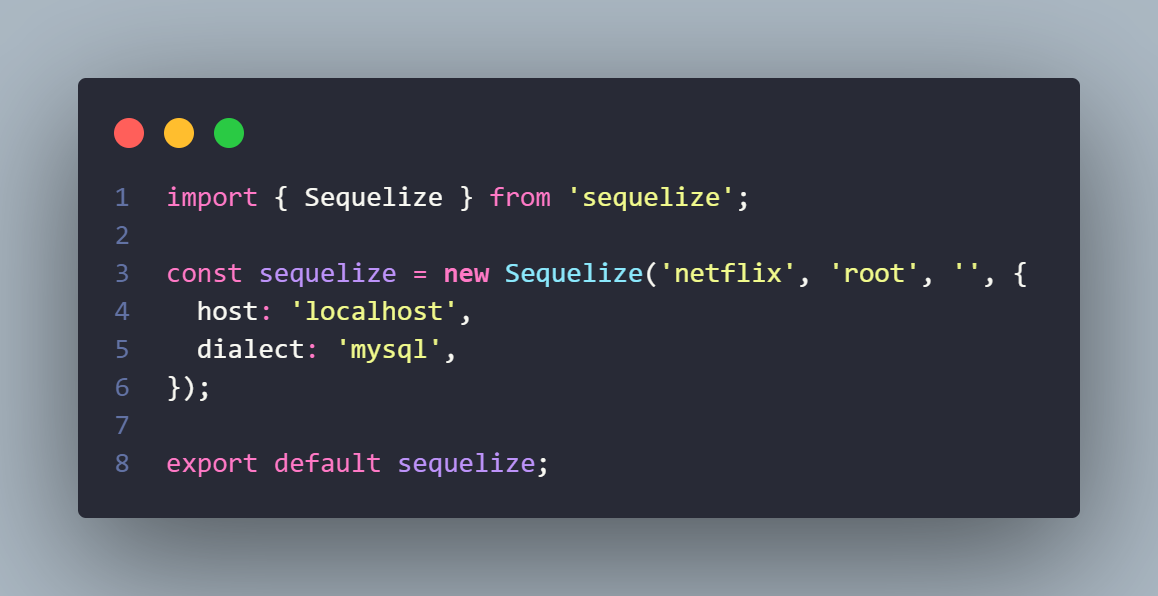 1 import { Sequelize } from 'sequelize';
2
3 const sequelize = new Sequelize('netflix', 'root', '', {
4   host: 'localhost',
5   dialect: 'mysql',
6 });
7
8 export default sequelize;